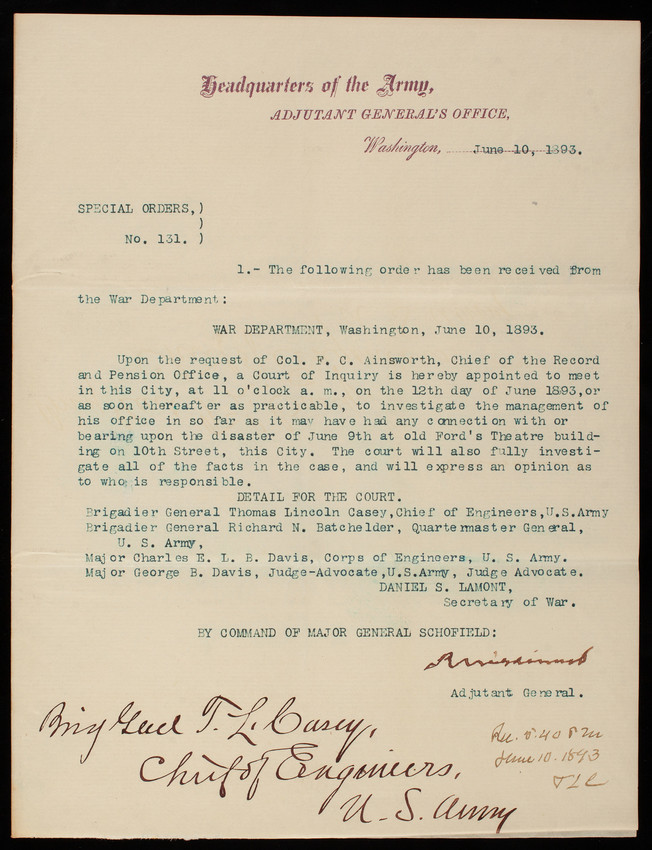 Headquarters of the Army,
ADJUTANT GENERAL'S OFFICE,
Washington, June 10, 1893.
SPECIAL ORDERS,)
)
No. 131. )
1.- The following order has been received from
the War Department:
WAR DEPARTMENT, Washington, June 10, 1893.
Upon the request of Col. F. C. Ainsworth, Chief of the Record
and Pension Office, a Court of Inquiry is hereby appointed to meet
in this City, at 11 o'clock a. m., on the 12th day of June 1893,or
as soon thereafter as practicable, to investigate the management of
his office in so far as it may have had any connection with or
bearing upon the disaster of June 9th at old Ford's Theatre build-
ing on 10th Street, this City. The court will also fully investi-
gate all of the facts in the case, and will express an opinion as
to who is responsible.
DETAIL FOR THE COURT.
Brigadier General Thomas Lincoln Casey,Chief of Engineers,U.S.Army
Brigadier General Richard N. Batchelder, Quartermaster General,
U. S. Army,
Major Charles E. L. B. Davis, Corps of Engineers, U. S. Army.
Major George B. Davis, Judge-Advocate,U.S.Army, Judge Advocate.
DANIEL S. LAMONT,
Secretary of War.
BY COMMAND OF MAJOR GENERAL SCHOFIELD:
Adjutant General.
Brig Genl T. L. Casey,
Chief of Engineers,
U. S. Army
Rec. 8.40 P m
June 10. 1893
TLC